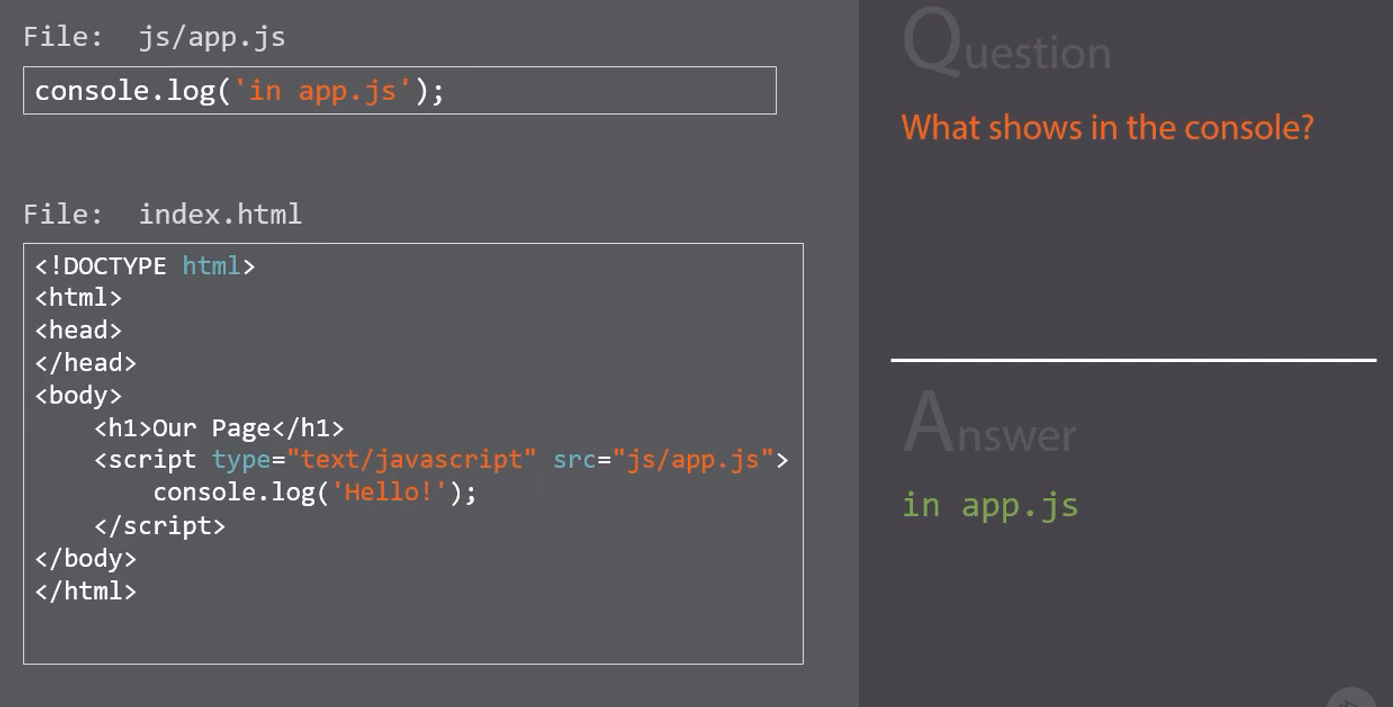 File:  js/app.js
console.log('in app.js');
File:  index.html
<!DOCTYPE html>
<html>
<head>
</head>
<body>
    <h1>Our Page</h1>
    <script type="text/javascript" src="js/app.js">
        console.log('Hello!');
    </script>
</body>
</html>
Question
What shows in the console?
Answer
in app.js